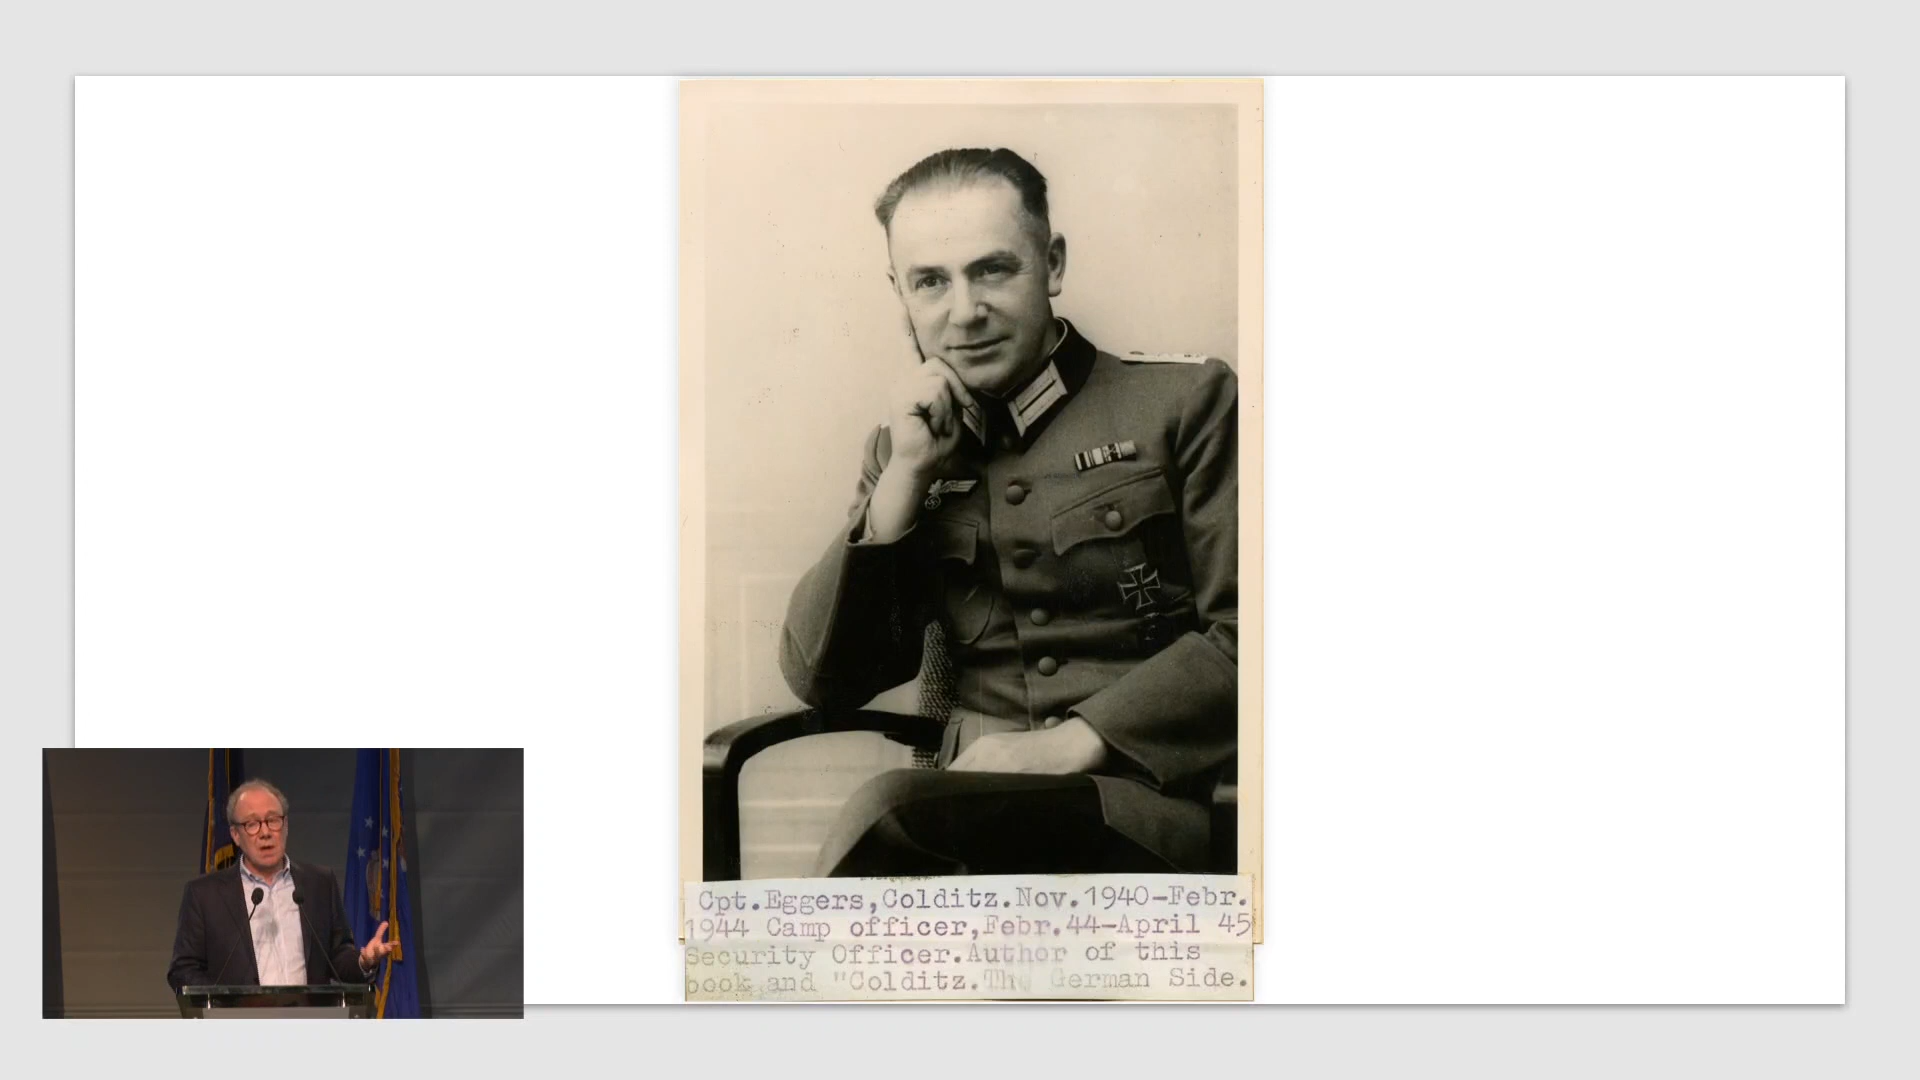 Cpt.Eggers,Colditz.Nov.1940-Febr.
1944 Camp officer,Febr.44-April 45
Security Officer.Author of this
book and "Colditz.The German Side.